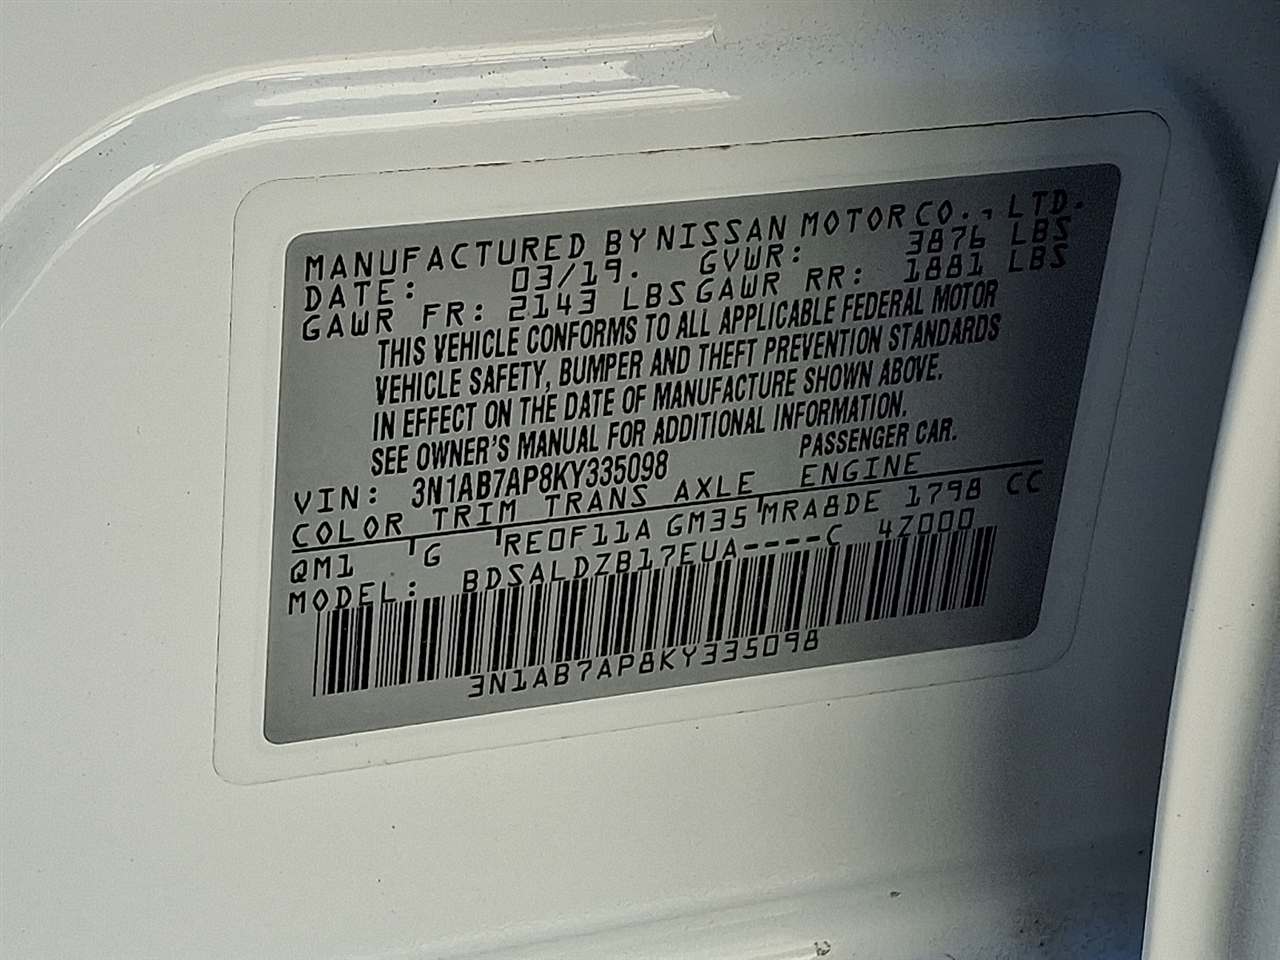 MANUFACTURED BY NISSAN MOTOR CO., LTD.
DATE: 03/19. GVWR: 3876 LBS
GAWR FR: 2143 LBS GAWR RR: 1881 LBS
THIS VEHICLE CONFORMS TO ALL APPLICABLE FEDERAL MOTOR
VEHICLE SAFETY, BUMPER AND THEFT PREVENTION STANDARDS
IN EFFECT ON THE DATE OF MANUFACTURE SHOWN ABOVE.
SEE OWNER'S MANUAL FOR ADDITIONAL INFORMATION.
VIN: 3N1AB7AP8KY335098 PASSENGER CAR.
COLOR TRIM TRANS AXLE ENGINE
QM1 G RE0F11A GM35 MRA8DE 1798 CC
MODEL: BDSALDZB17EUA----C 4Z000
3N1AB7AP8KY335098